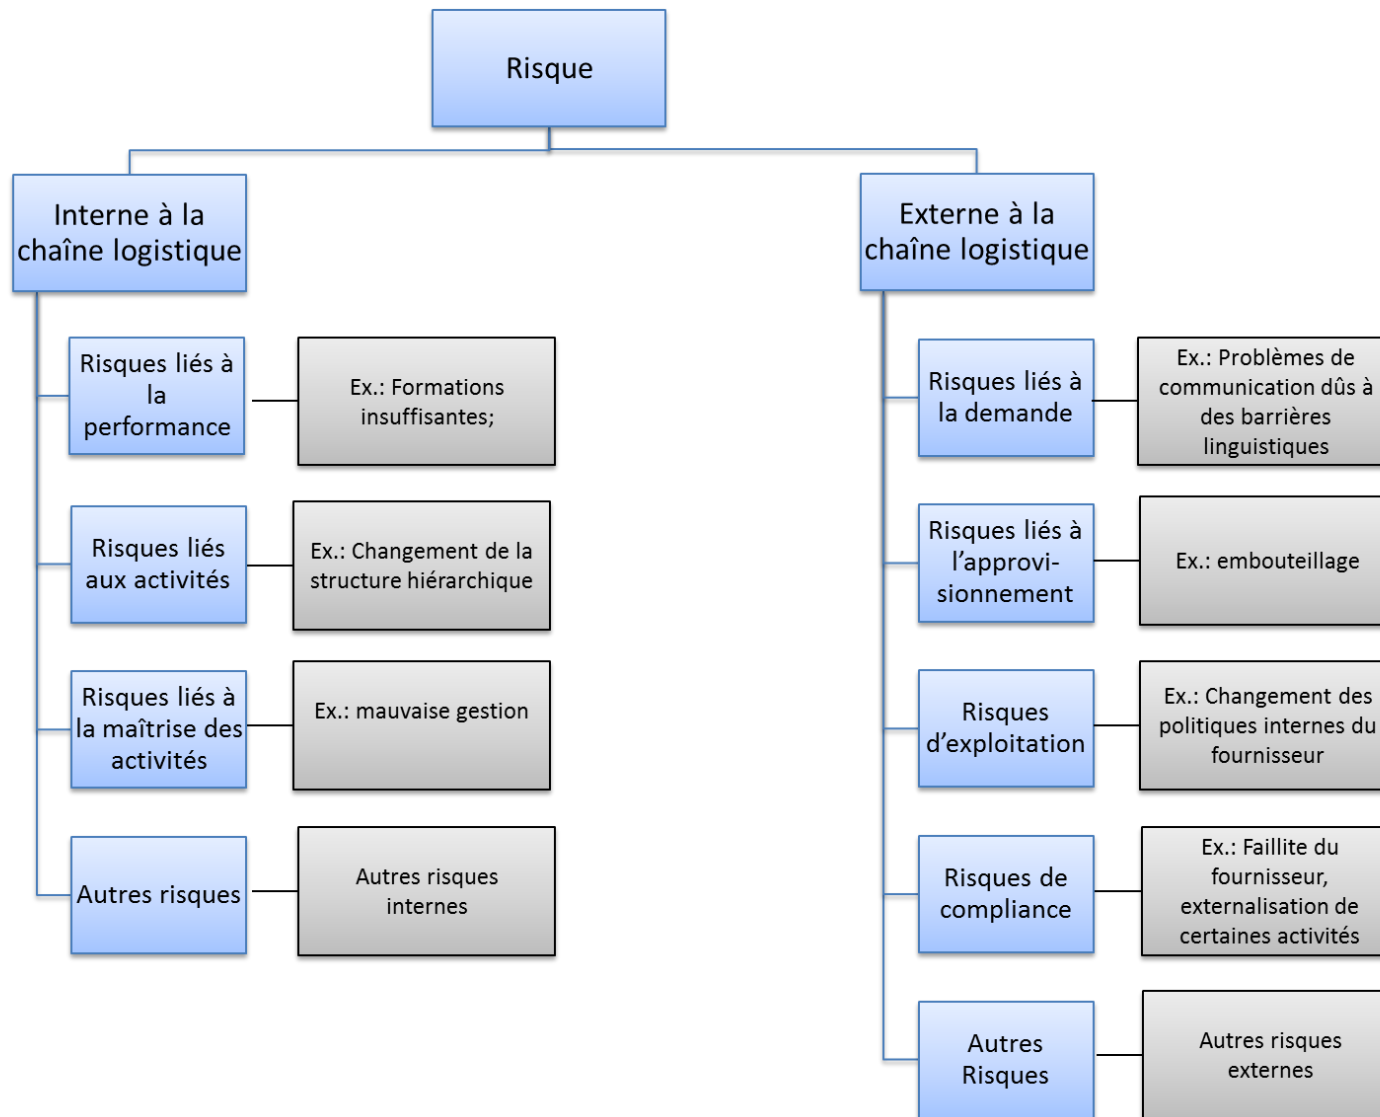 Risque
Interne à la
chaîne logistique
Externe à la
chaîne logistique
Risques liés à
la
performance
Ex.: Formations
insuffisantes;
Risques liés
aux activités
Ex.: Changement de la
structure hiérarchique
Risques liés à
la maîtrise des
activités
Ex.: mauvaise gestion
Autres risques
Autres risques
internes
Risques liés à
la demande
Ex.: Problèmes de
communication dûs à
des barrières
linguistiques
Risques liés à
l’approvi-
sionnement
Ex.: embouteillage
Risques
d’exploitation
Ex.: Changement des
politiques internes du
fournisseur
Risques de
compliance
Ex.: Faillite du
fournisseur,
externalisation de
certaines activités
Autres
Risques
Autres risques
externes